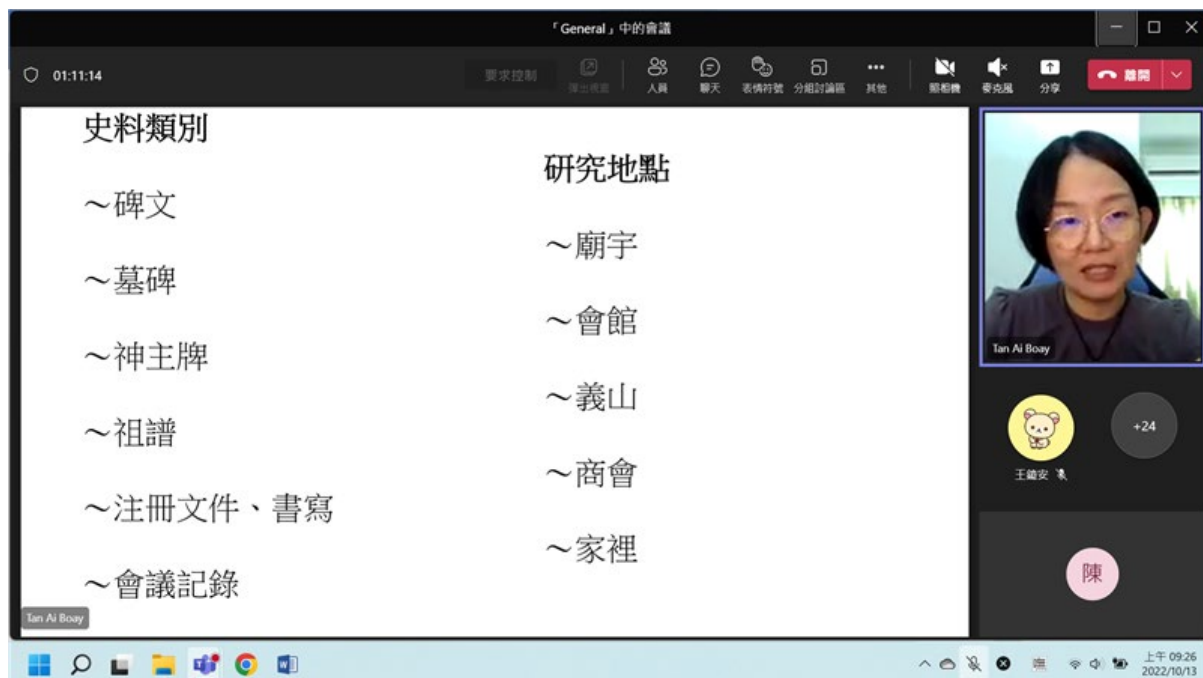 「General」中的會議
01:11:14
要求控制
彈出視窗
人員
聊天
表情符號
分組討論區
其他
照相機
麥克風
分享
離開
史料類別
～碑文
～墓碑
～神主牌
～祖譜
～注冊文件、書寫
～會議記錄
研究地點
～廟宇
～會館
～義山
～商會
～家裡
Tan Ai Boay
Tan Ai Boay
+24
陳
上午 09:26
2022/10/13